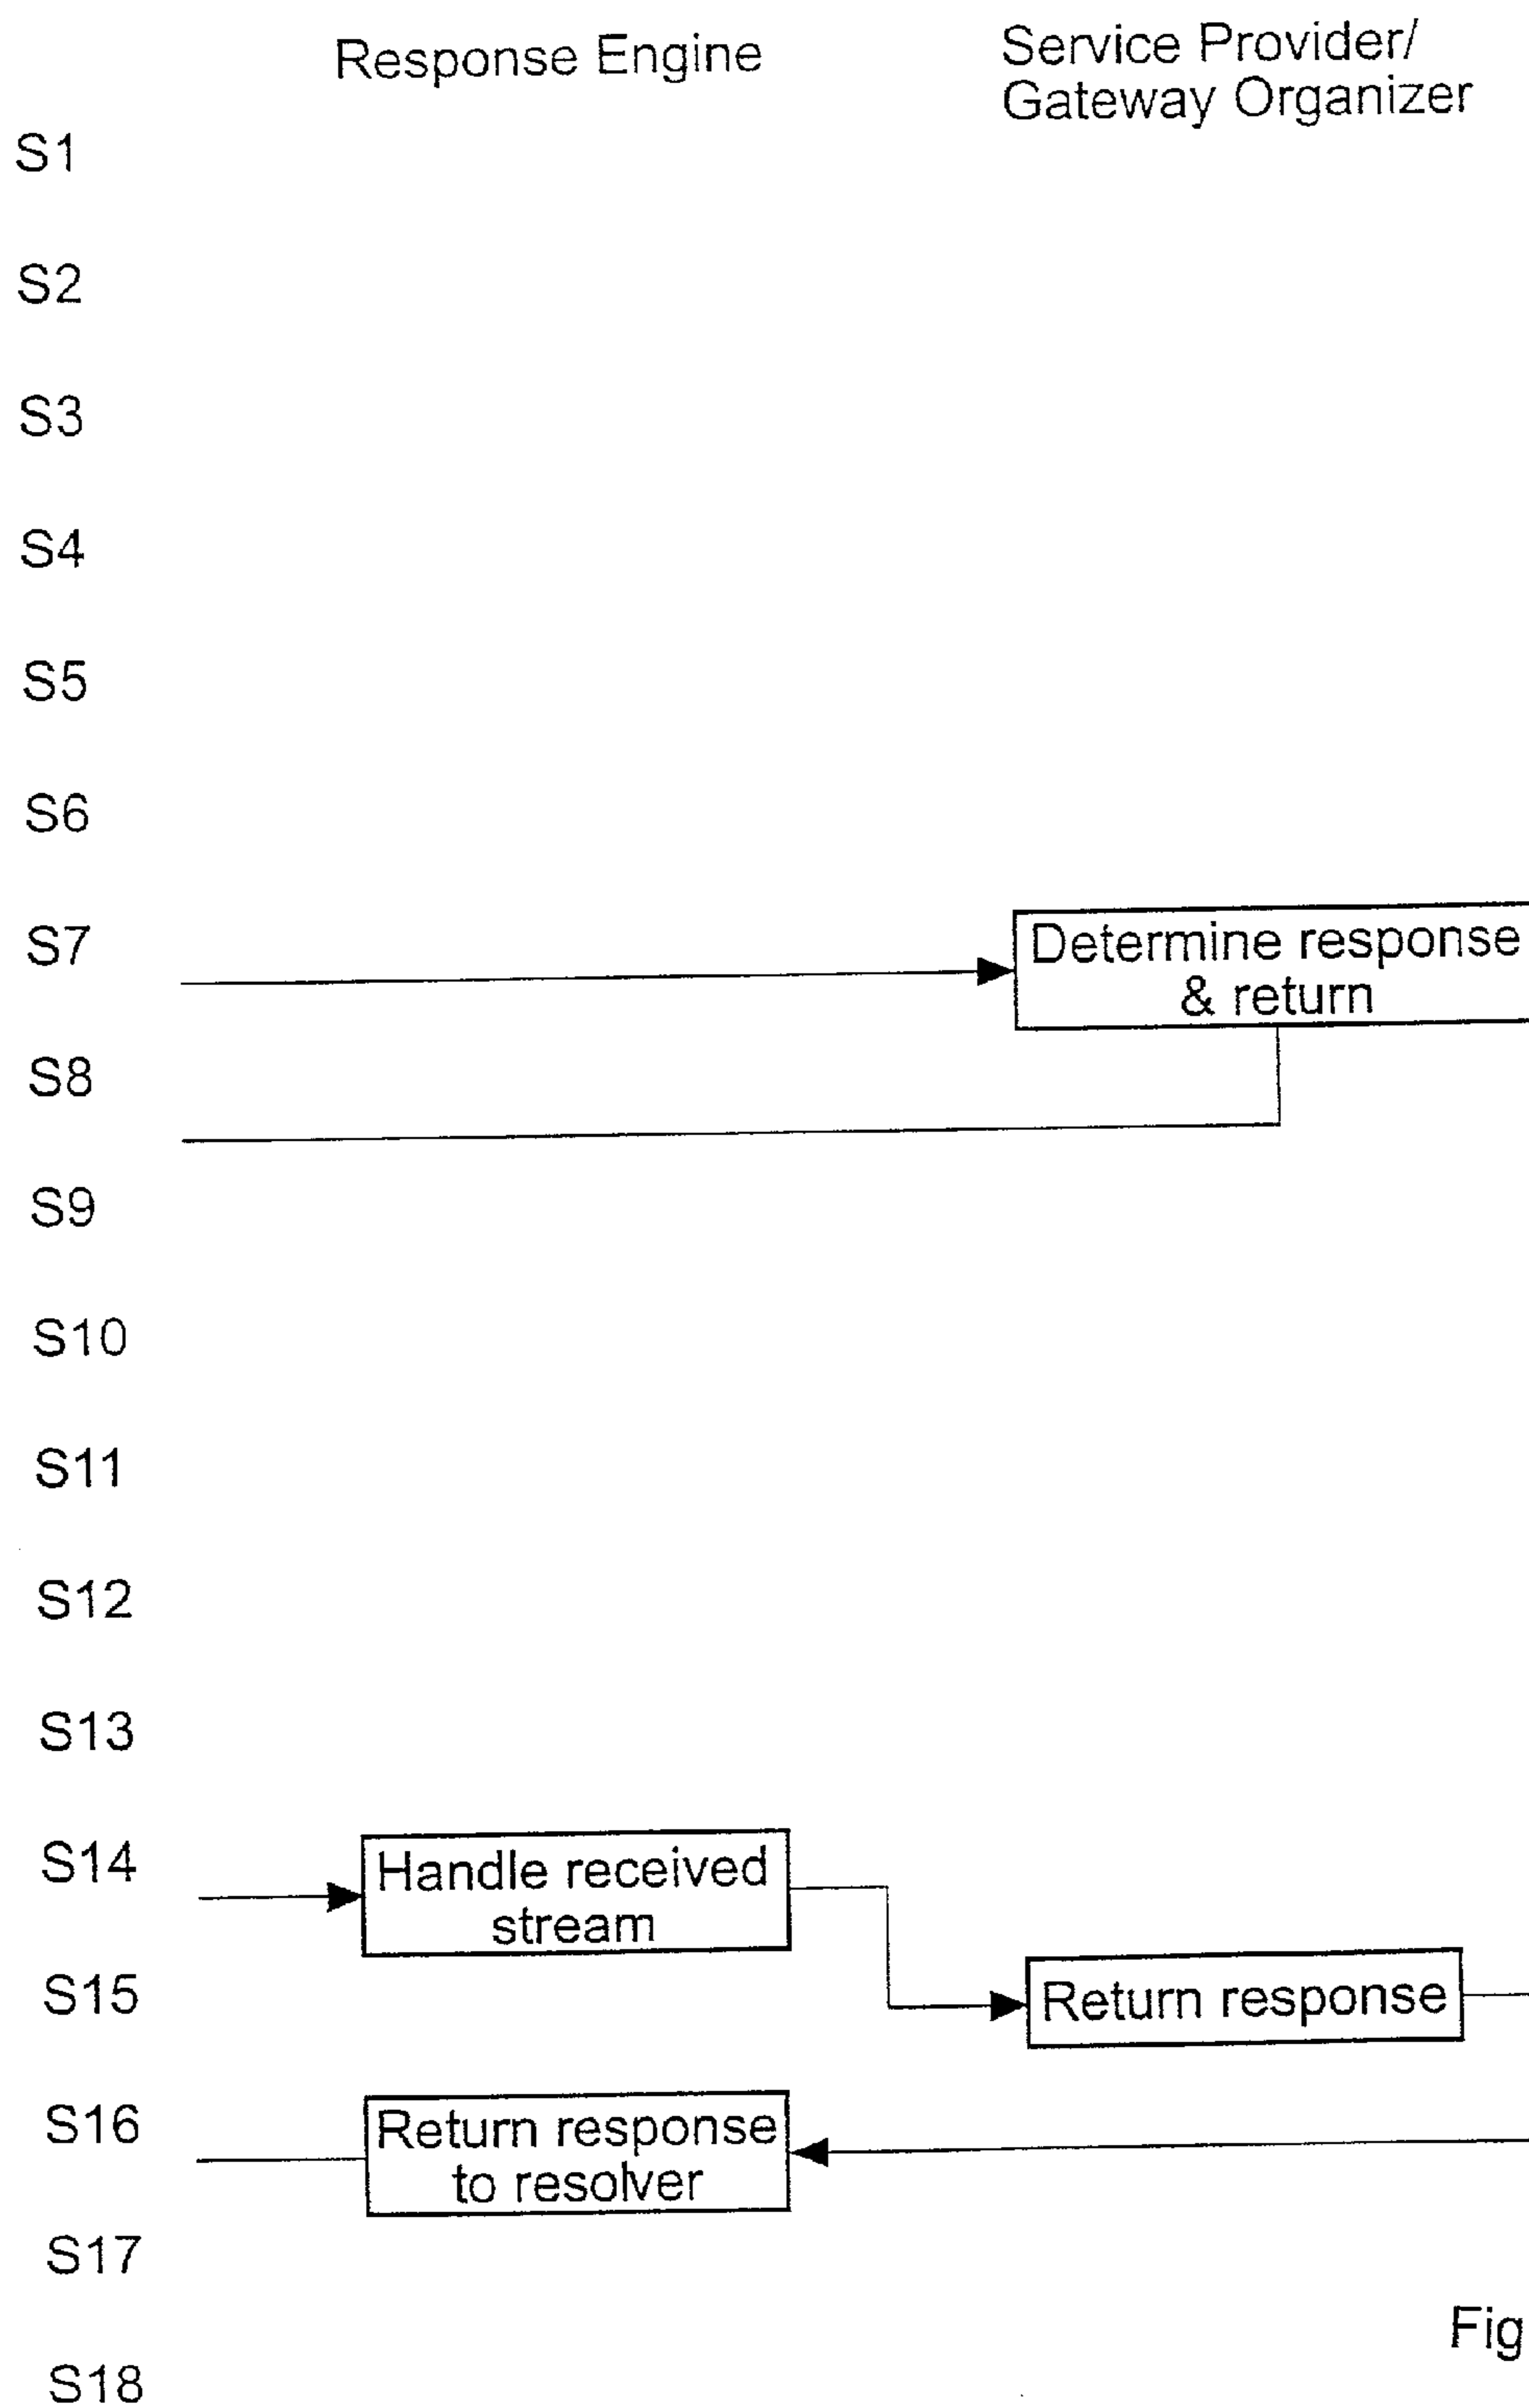 Response Engine
Service Provider/
Gateway Organizer
S1
S2
S3
S4
S5
S6
S7
Determine response
& return
S8
S9
S10
S11
S12
S13
S14
Handle received
stream
S15
Return response
S16
Return response
to resolver
S17
Fig
S18